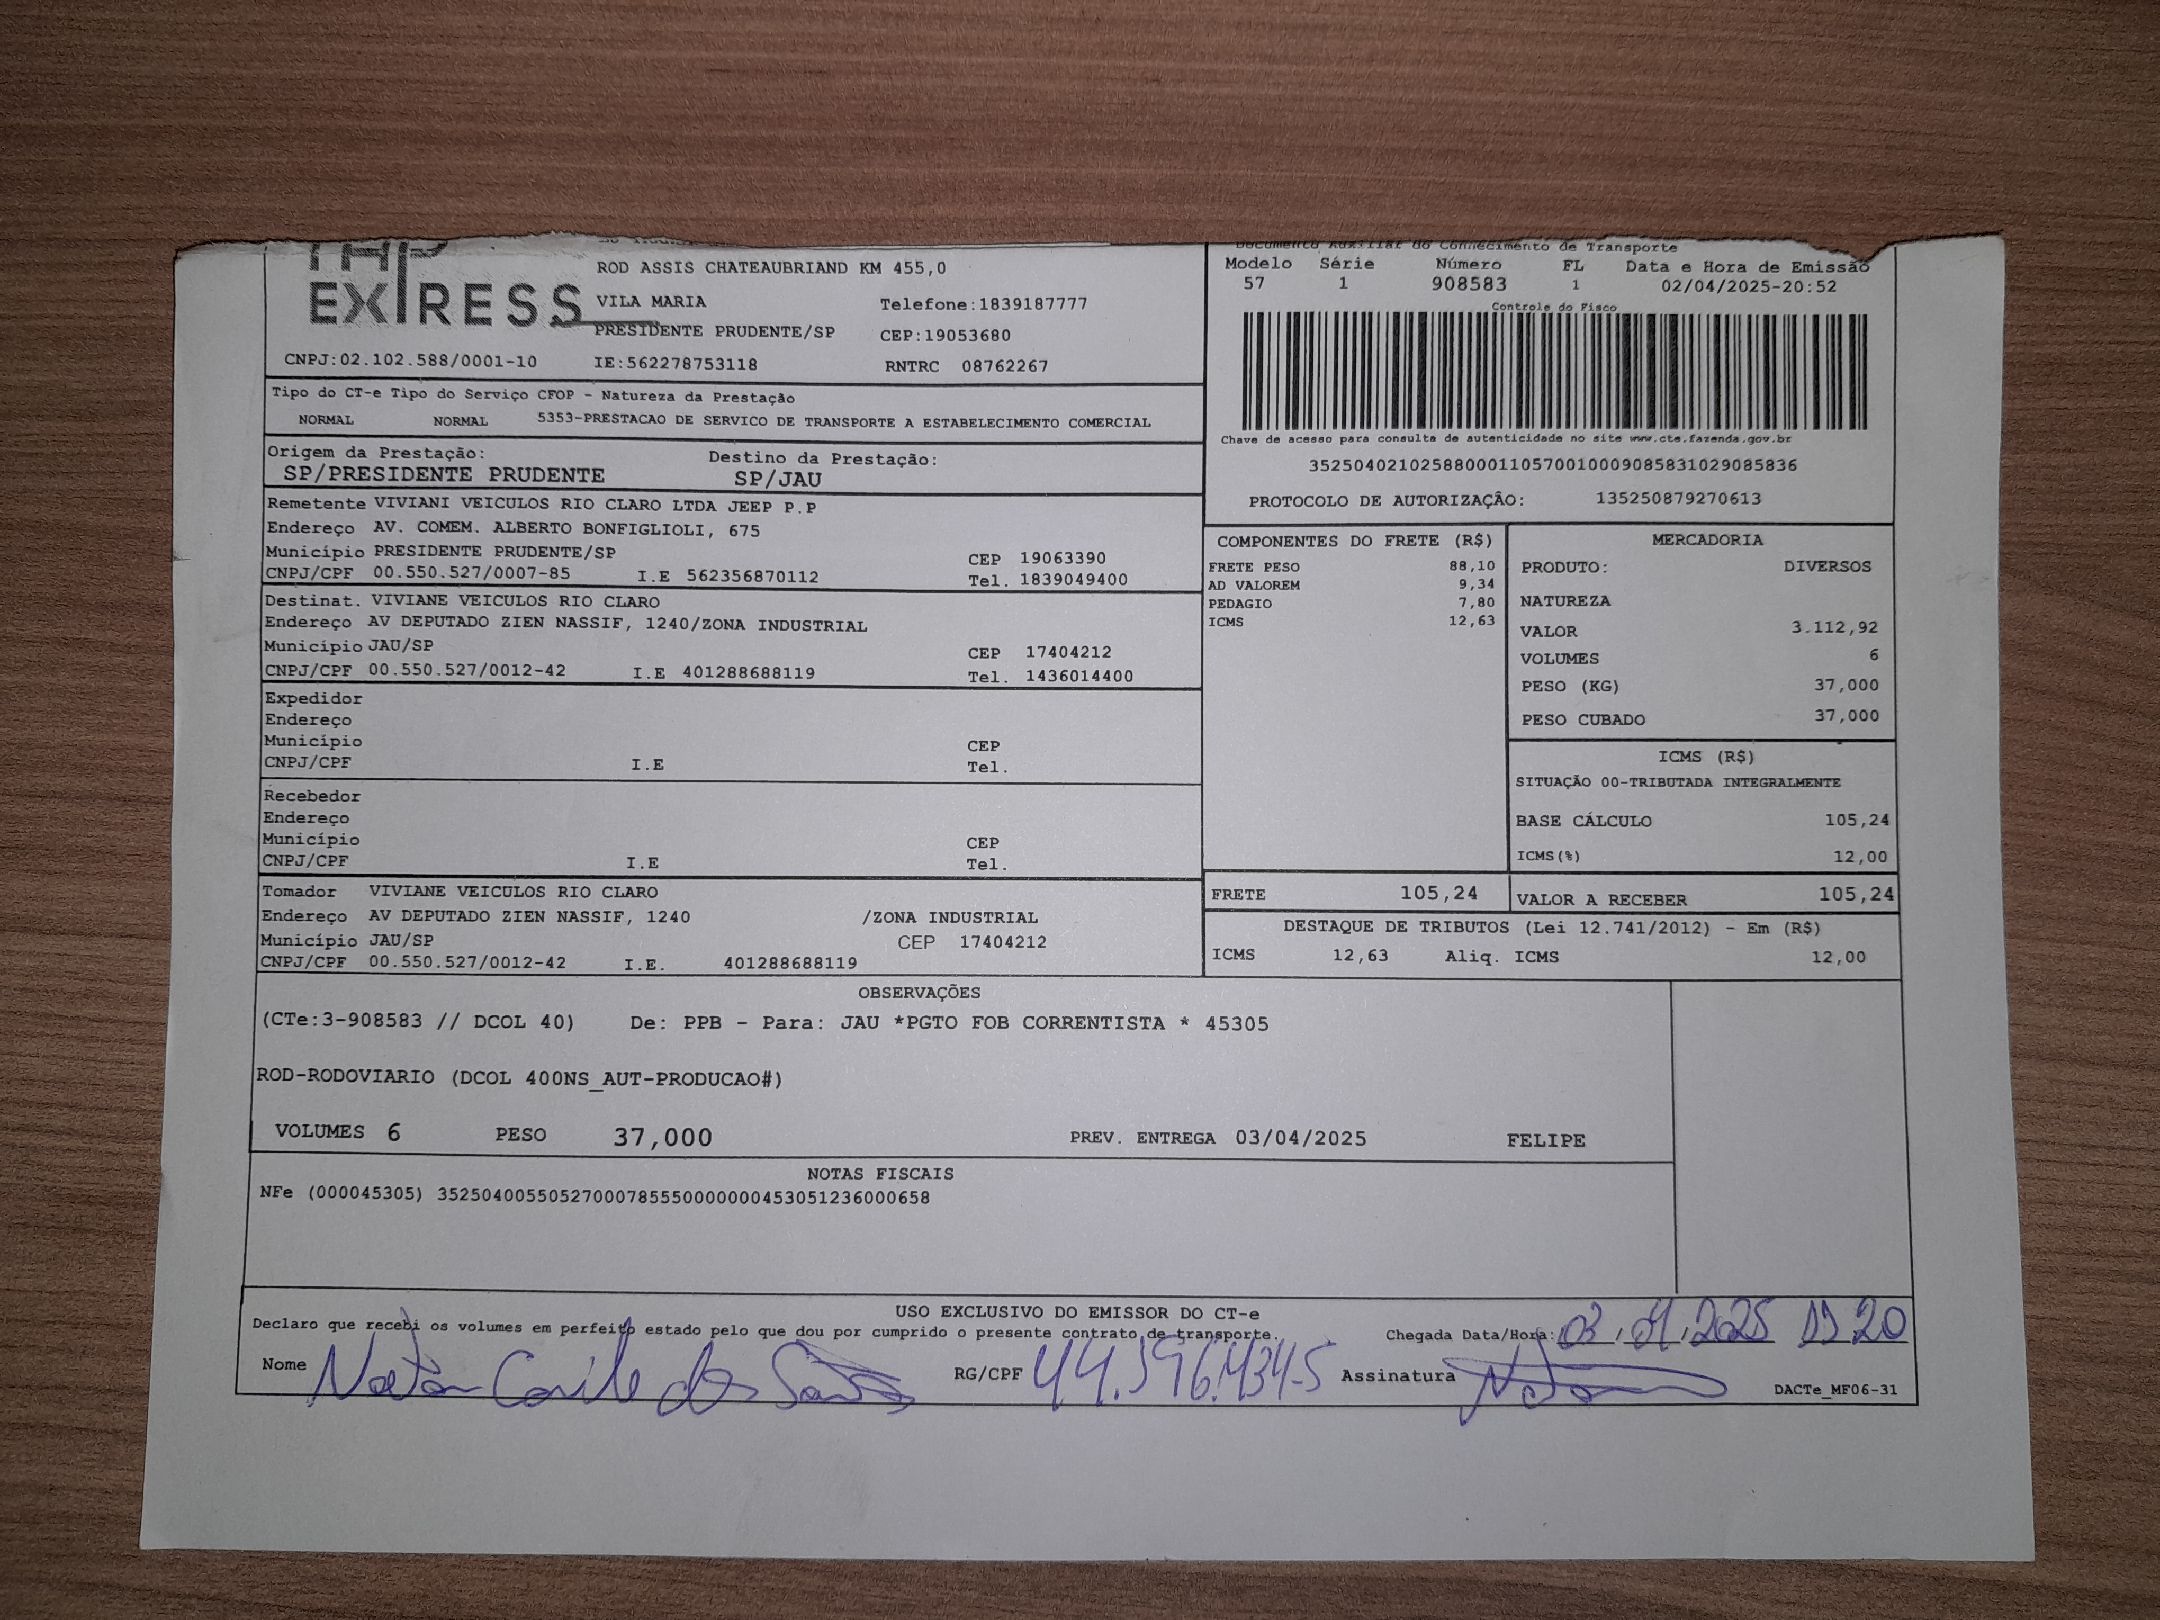 EXPRESS
ROD ASSIS CHATEAUBRIAND KM 455,0
VILA MARIA Telefone:1839187777
PRESIDENTE PRUDENTE/SP CEP:19053680
CNPJ:02.102.588/0001-10 IE:562278753118 RNTRC 08762267
Documento Auxiliar do Conhecimento de Transporte
Modelo Série Número FL Data e Hora de Emissão
57 1 908583 1 02/04/2025-20:52
Controle do Fisco
Chave de acesso para consulta de autenticidade no site www.cte.fazenda.gov.br
35250402102588000110570010009085831029085836
PROTOCOLO DE AUTORIZAÇÃO: 135250879270613
Tipo do CT-e Tipo do Serviço CFOP - Natureza da Prestação
NORMAL NORMAL 5353-PRESTACAO DE SERVICO DE TRANSPORTE A ESTABELECIMENTO COMERCIAL
Origem da Prestação: Destino da Prestação:
SP/PRESIDENTE PRUDENTE SP/JAU
Remetente VIVIANI VEICULOS RIO CLARO LTDA JEEP P.P
Endereço AV. COMEM. ALBERTO BONFIGLIOLI, 675
Município PRESIDENTE PRUDENTE/SP CEP 19063390
CNPJ/CPF 00.550.527/0007-85 I.E 562356870112 Tel. 1839049400
Destinat. VIVIANE VEICULOS RIO CLARO
Endereço AV DEPUTADO ZIEN NASSIF, 1240/ZONA INDUSTRIAL
Município JAU/SP CEP 17404212
CNPJ/CPF 00.550.527/0012-42 I.E 401288688119 Tel. 1436014400
Expedidor
Endereço
Município CEP
CNPJ/CPF I.E Tel.
Recebedor
Endereço
Município CEP
CNPJ/CPF I.E Tel.
Tomador VIVIANE VEICULOS RIO CLARO
Endereço AV DEPUTADO ZIEN NASSIF, 1240 /ZONA INDUSTRIAL
Município JAU/SP CEP 17404212
CNPJ/CPF 00.550.527/0012-42 I.E. 401288688119
COMPONENTES DO FRETE (R$)
FRETE PESO 88,10
AD VALOREM 9,34
PEDAGIO 7,80
ICMS 12,63
MERCADORIA
PRODUTO: DIVERSOS
NATUREZA
VALOR 3.112,92
VOLUMES 6
PESO (KG) 37,000
PESO CUBADO 37,000
ICMS (R$)
SITUAÇÃO 00-TRIBUTADA INTEGRALMENTE
BASE CÁLCULO 105,24
ICMS(%) 12,00
FRETE 105,24 VALOR A RECEBER 105,24
DESTAQUE DE TRIBUTOS (Lei 12.741/2012) - Em (R$)
ICMS 12,63 Aliq. ICMS 12,00
OBSERVAÇÕES
(CTe:3-908583 // DCOL 40) De: PPB - Para: JAU *PGTO FOB CORRENTISTA * 45305
ROD-RODOVIARIO (DCOL 400NS_AUT-PRODUCAO#)
VOLUMES 6 PESO 37,000 PREV. ENTREGA 03/04/2025 FELIPE
NOTAS FISCAIS
NFe (000045305) 35250400550527000785550000000453051236000658
USO EXCLUSIVO DO EMISSOR DO CT-e
Declaro que recebi os volumes em perfeito estado pelo que dou por cumprido o presente contrato de transporte. Chegada Data/Hora: 03.04.2025
Nome dos Santos RG/CPF Assinatura DACTe_MF06-31